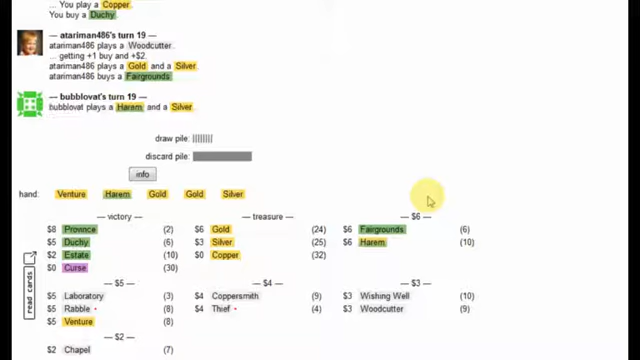 ... You play a Copper.
You buy a Duchy.
— atariman486's turn 19 —
atariman486 plays a Woodcutter.
... getting +1 buy and +$2.
atariman486 plays a Gold and a Silver.
atariman486 buys a Fairgrounds.
— bubblovat's turn 19 —
bubblovat plays a Harem and a Silver.
draw pile:
discard pile:
info
hand: Venture Harem Gold Gold Silver
— victory — — treasure — — $6 —
$8 Province (2) $6 Gold (24) $6 Fairgrounds (6)
$5 Duchy (6) $3 Silver (25) $6 Harem (10)
$2 Estate (10) $0 Copper (32)
$0 Curse (30)
read cards
— $5 — — $4 — — $3 —
$5 Laboratory (3) $4 Coppersmith (9) $3 Wishing Well (10)
$5 Rabble (8) $4 Thief (4) $3 Woodcutter (9)
$5 Venture (8)
— $2 —
$2 Chapel (7)